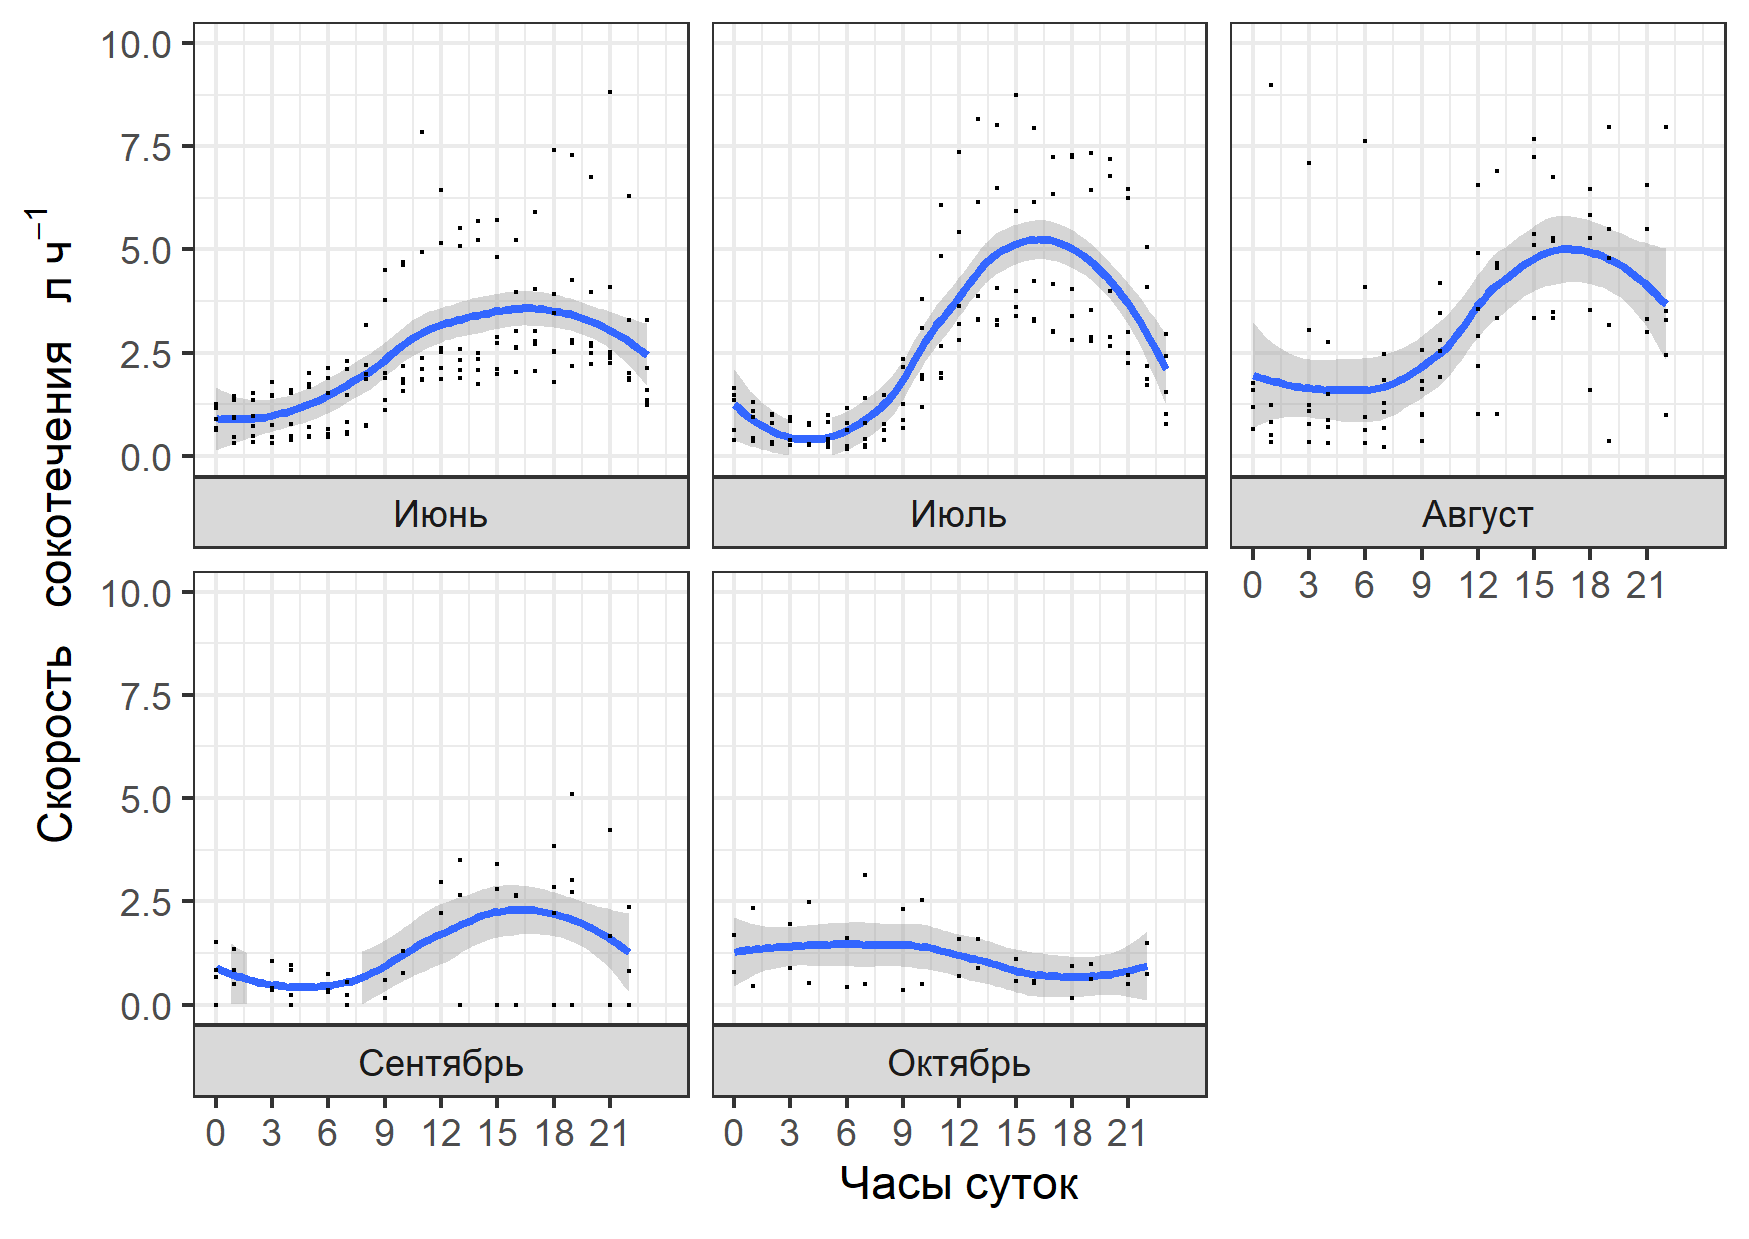 Скорость сокотечения л ч⁻¹
10.0
7.5
5.0
2.5
0.0
Июнь
Июль
Август
0 3 6 9 12 15 18 21
10.0
7.5
5.0
2.5
0.0
Сентябрь
Октябрь
0 3 6 9 12 15 18 21
0 3 6 9 12 15 18 21
Часы суток